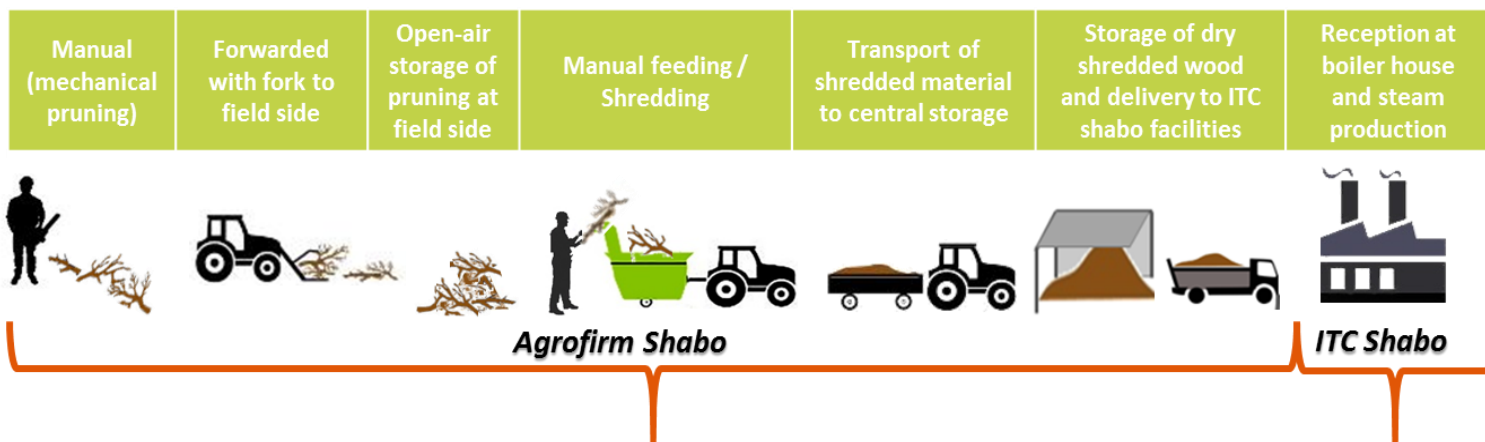 Manual
(mechanical
pruning)
Forwarded
with fork to
field side
Open-air
storage of
pruning at
field side
Manual feeding /
Shredding
Transport of
shredded material
to central storage
Storage of dry
shredded wood
and delivery to ITC
shabo facilities
Reception at
boiler house
and steam
production
Agrofirm Shabo
ITC Shabo